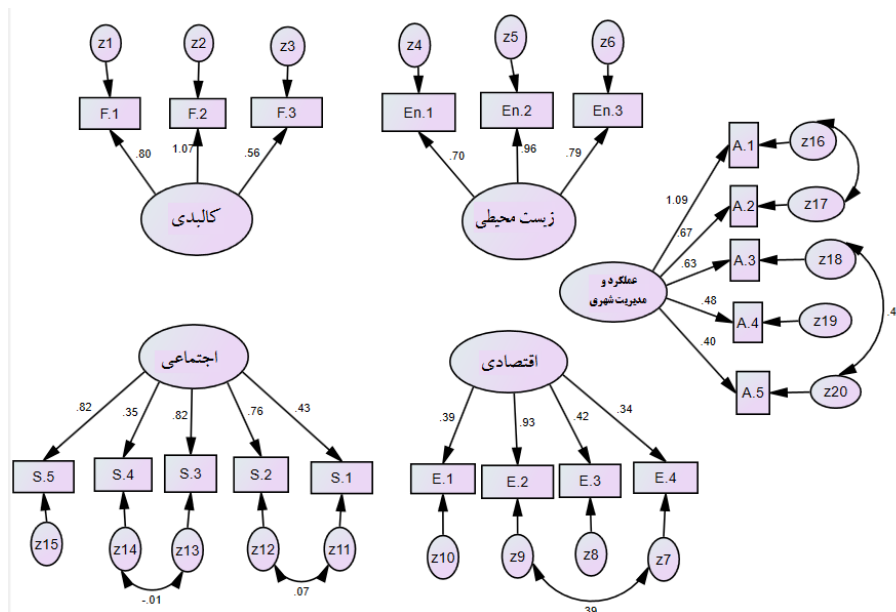 z1 z2 z3
F.1 F.2 F.3
.80 1.07 .56
کالبدی
z4 z5 z6
En.1 En.2 En.3
.70 .96 .79
زیست محیطی
A.1 z16
1.09
A.2 z17
.67
A.3 z18
.63
عملکرد و
مدیریت شهری
.48
A.4 z19
.4
.40
A.5 z20
اجتماعی
.82 .35 .82 .76 .43
S.5 S.4 S.3 S.2 S.1
z15 z14 z13 z12 z11
-.01 .07
اقتصادی
.39 .93 .42 .34
E.1 E.2 E.3 E.4
z10 z9 z8 z7
.39